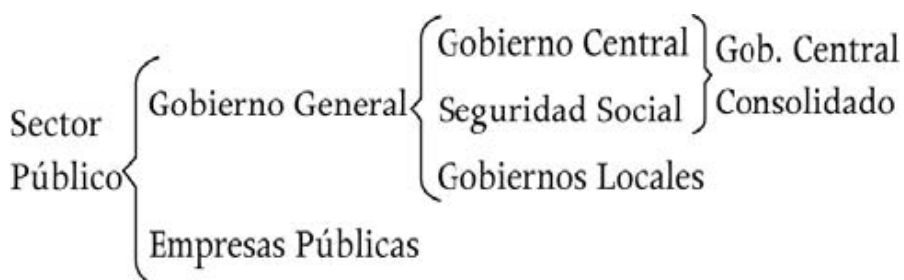 Sector
Público
Gobierno General
Empresas Públicas
Gobierno Central
Seguridad Social
Gobiernos Locales
Gob. Central
Consolidado